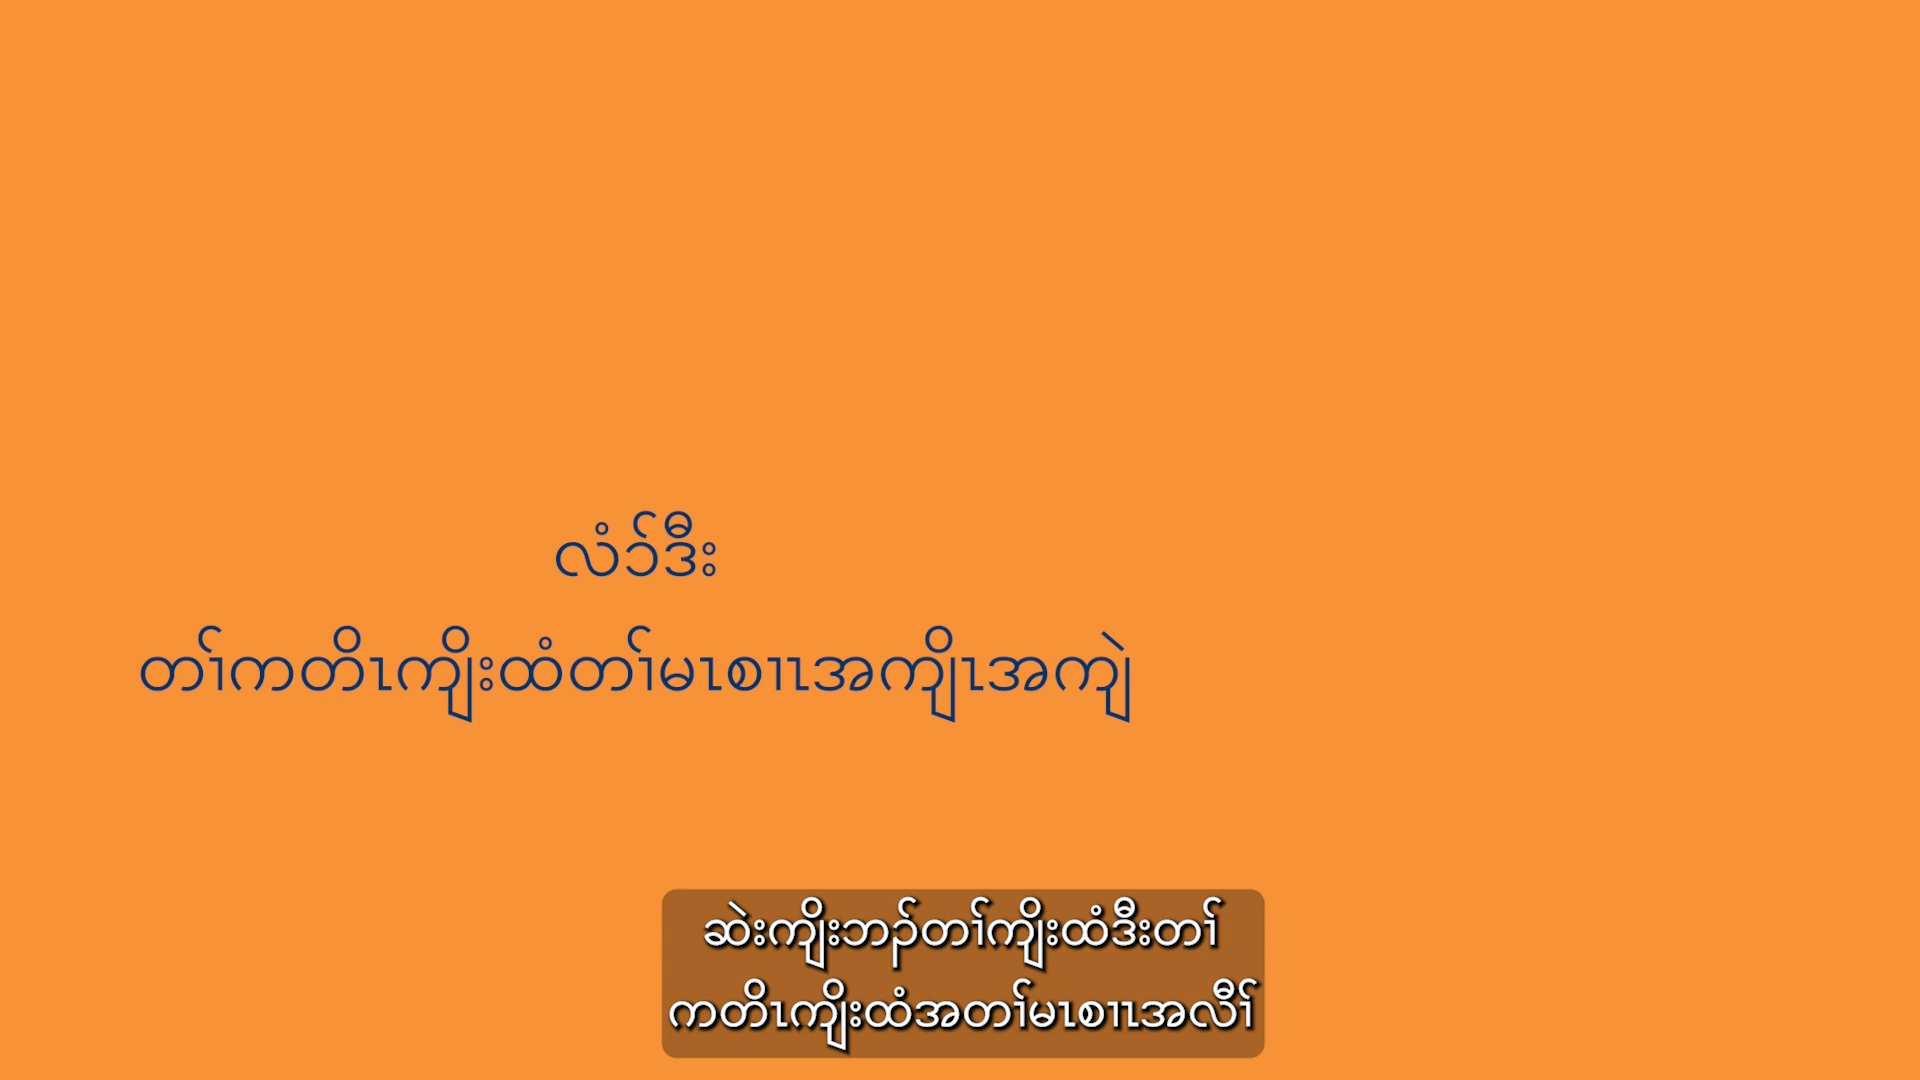 လံာ်ဒီး
တၢ်ကတိၤကျိးထံတၢ်မၤစၢၤအကျိၤအကျဲ
ဆဲးကျိးဘၣ်တၢ်ကျိးထံဒီးတၢ်
ကတိၤကျိးထံအတၢ်မၤစၢၤအလီၢ်